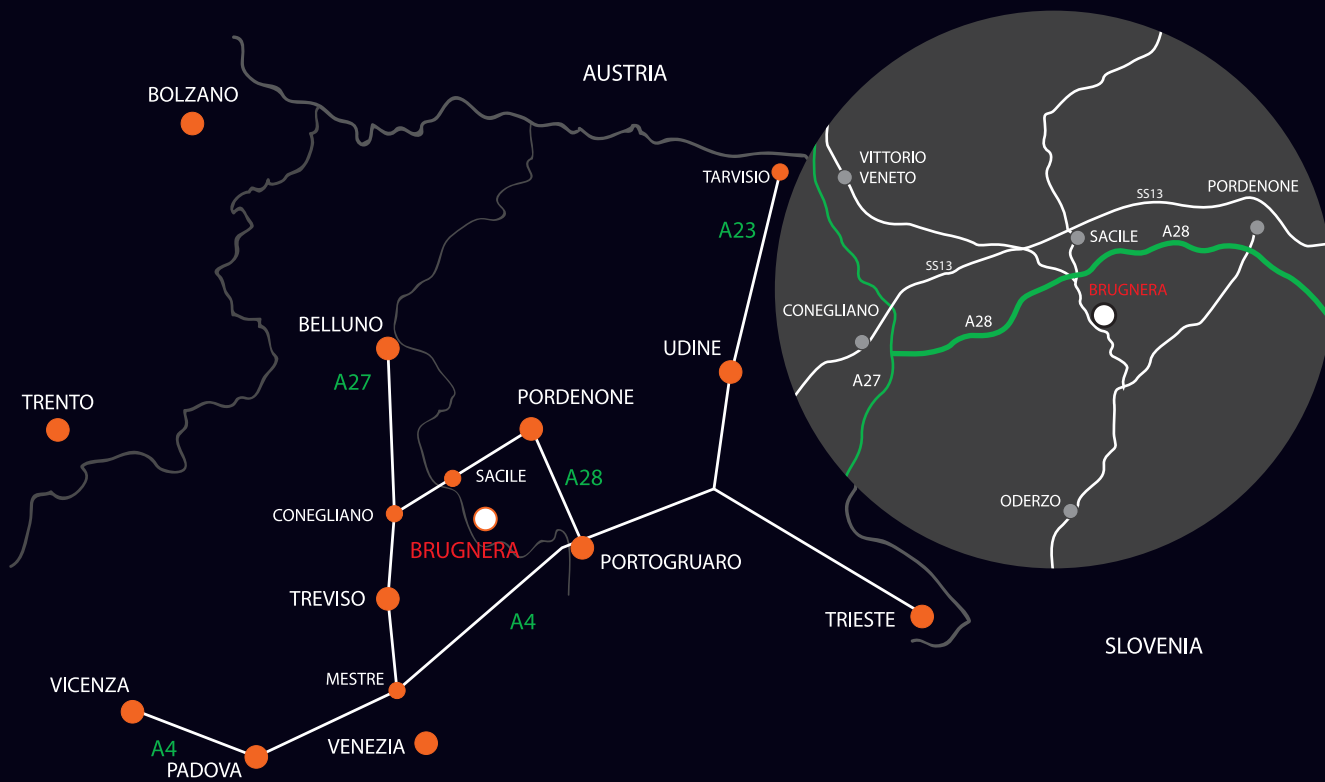 AUSTRIA
BOLZANO
TARVISIO
A23
BELLUNO
A27
UDINE
TRENTO
PORDENONE
SACILE
A28
CONEGLIANO
BRUGNERA
PORTOGRUARO
TREVISO
A4
TRIESTE
SLOVENIA
MESTRE
VICENZA
A4
VENEZIA
PADOVA
VITTORIO
VENETO
PORDENONE
SS13
SACILE
A28
SS13
BRUGNERA
CONEGLIANO
A28
A27
ODERZO